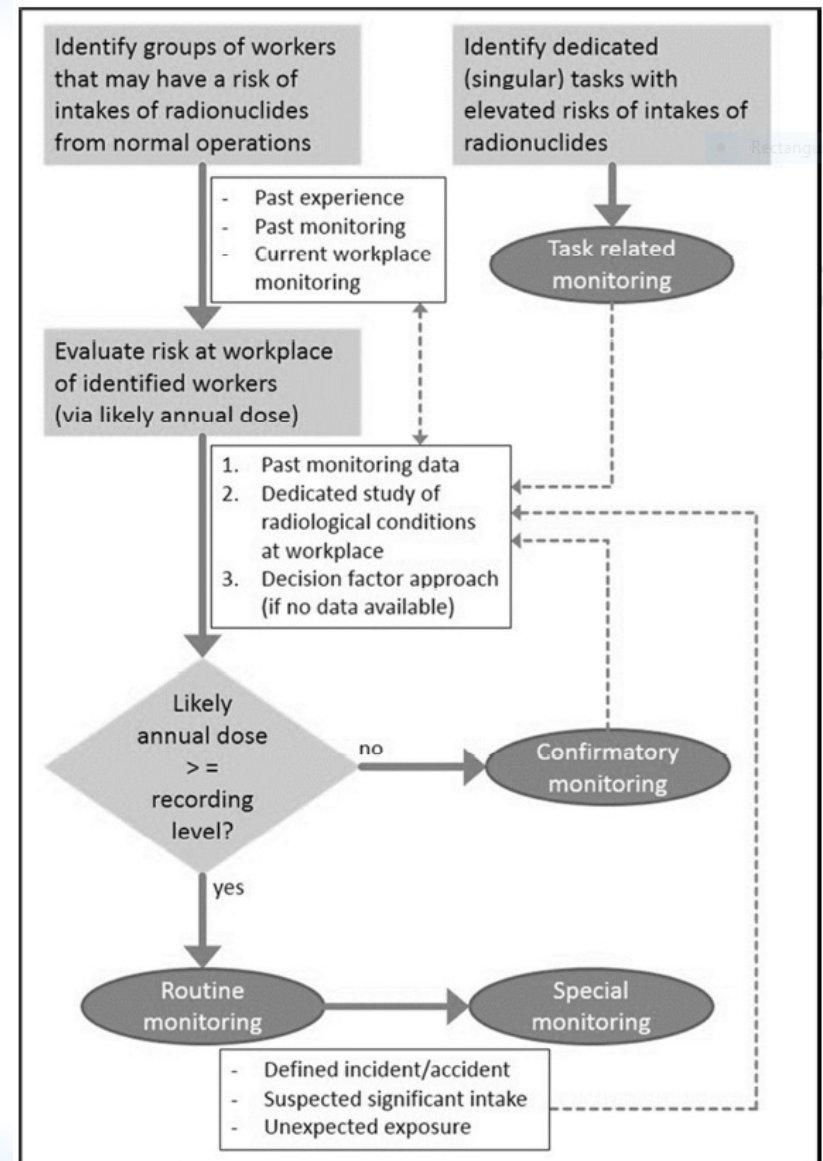 Identify groups of workers
that may have a risk of
intakes of radionuclides
from normal operations
Identify dedicated
(singular) tasks with
elevated risks of intakes of
radionuclides
- Past experience
- Past monitoring
- Current workplace
monitoring
Task related
monitoring
Evaluate risk at workplace
of identified workers
(via likely annual dose)
1. Past monitoring data
2. Dedicated study of
radiological conditions
at workplace
3. Decision factor approach
(if no data available)
Likely
annual dose
> =
recording
level?
no
Confirmatory
monitoring
yes
Routine
monitoring
Special
monitoring
- Defined incident/accident
- Suspected significant intake
- Unexpected exposure